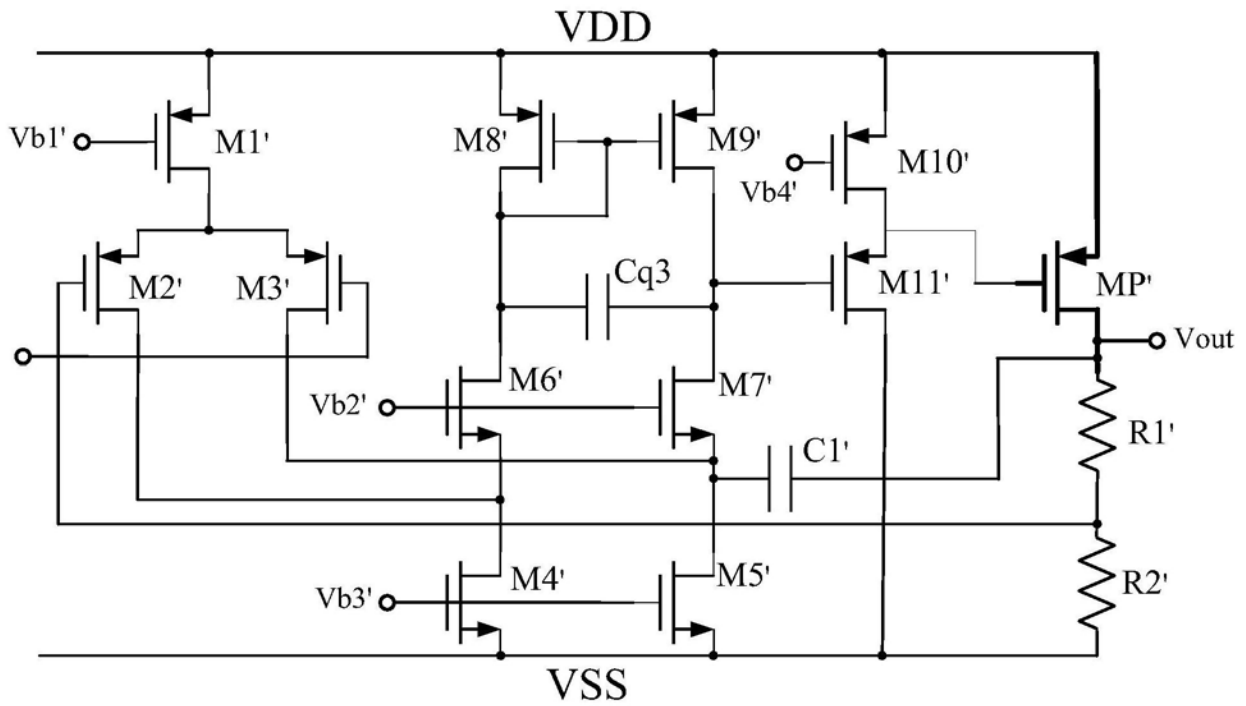 VDD
Vb1'
M1'
M8'
M9'
M10'
Vb4'
M2'
M3'
Cq3
M11'
MP'
Vout
M6'
M7'
Vb2'
C1'
R1'
M4'
M5'
Vb3'
R2'
VSS